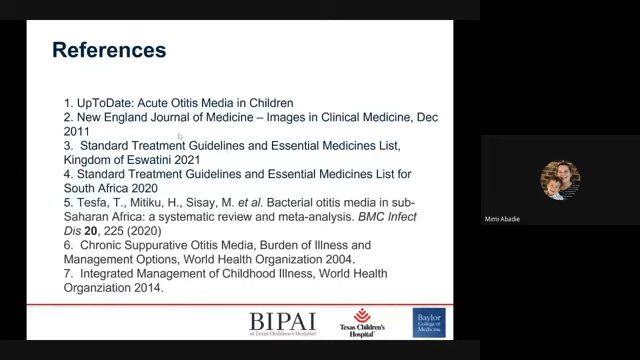 References
1. UpToDate: Acute Otitis Media in Children
2. New England Journal of Medicine – Images in Clinical Medicine, Dec
2011
3. Standard Treatment Guidelines and Essential Medicines List,
Kingdom of Eswatini 2021
4. Standard Treatment Guidelines and Essential Medicines List for
South Africa 2020
5. Tesfa, T., Mitiku, H., Sisay, M. et al. Bacterial otitis media in sub-
Saharan Africa: a systematic review and meta-analysis. BMC Infect
Dis 20, 225 (2020)
6. Chronic Suppurative Otitis Media, Burden of Illness and
Management Options, World Health Organization 2004.
7. Integrated Management of Childhood Illness, World Health
Organziation 2014.
BIPAI
at Texas Children's Hospital
Texas Children's
Hospital
Baylor
College of
Medicine
Mimi Abadie